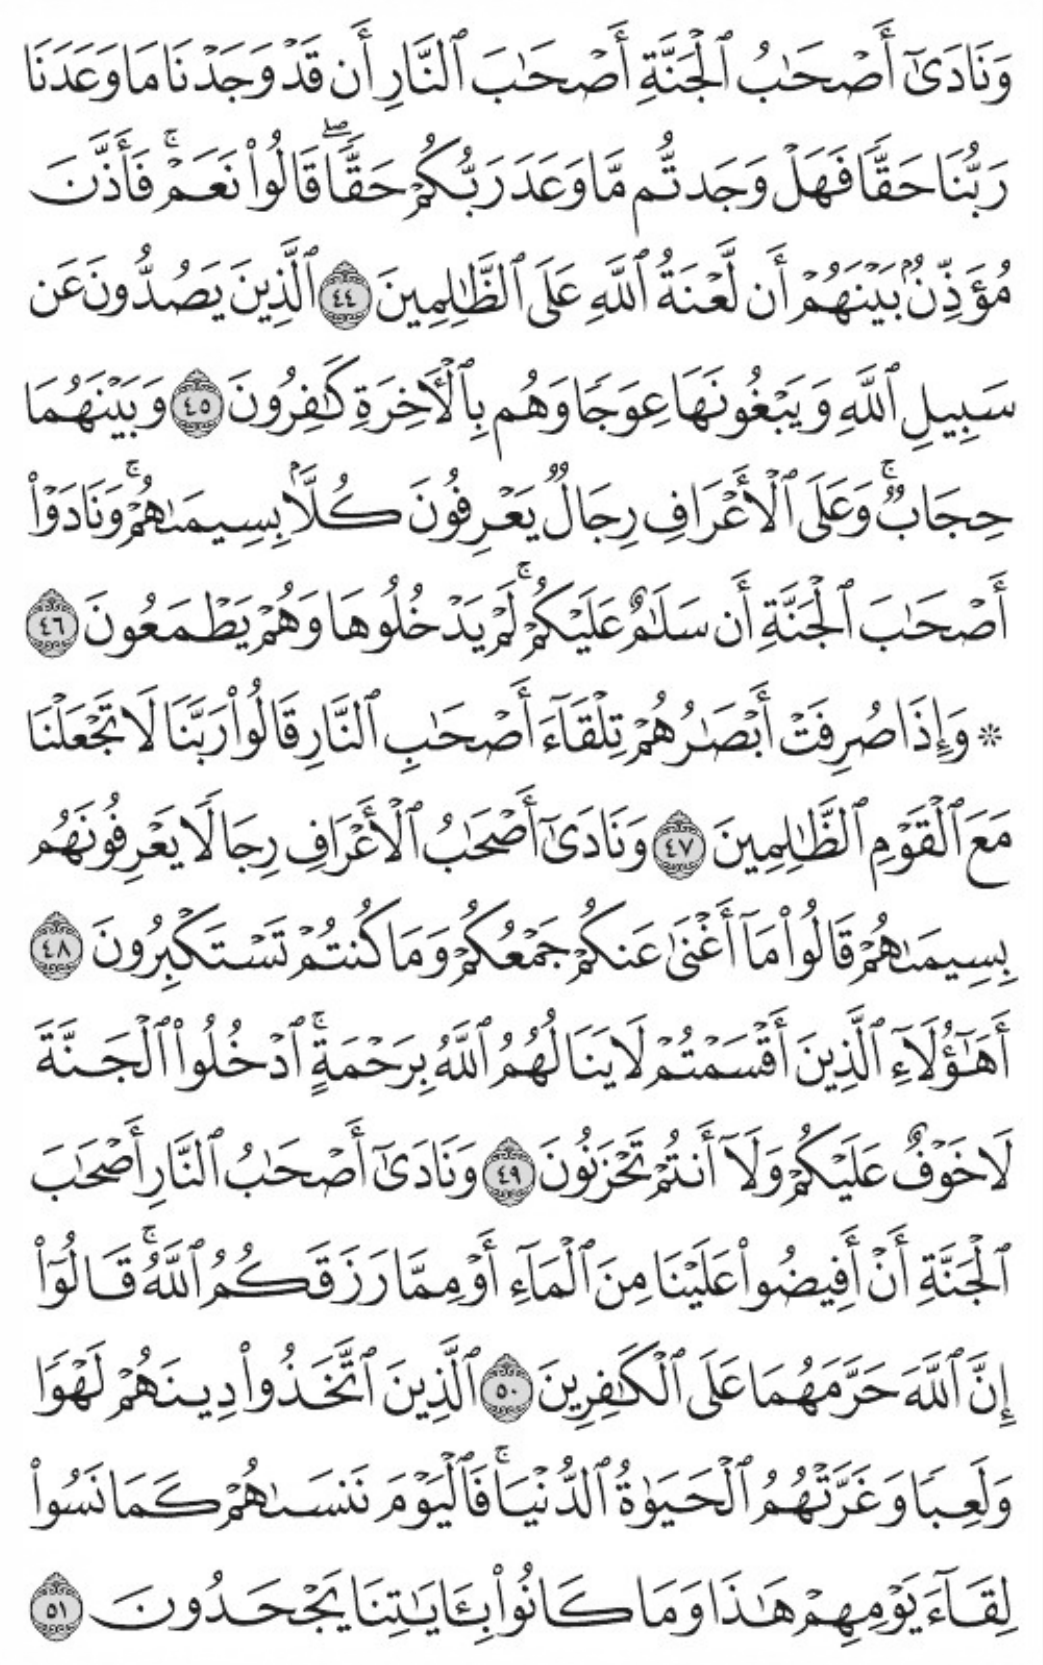 وَنَادَىٰٓ أَصْحَٰبُ ٱلْجَنَّةِ أَصْحَٰبَ ٱلنَّارِ أَن قَدْ وَجَدْنَا مَا وَعَدَنَا
رَبُّنَا حَقًّا فَهَلْ وَجَدتُّم مَّا وَعَدَ رَبُّكُمْ حَقًّا ۖ قَالُوا۟ نَعَمْ ۚ فَأَذَّنَ
مُؤَذِّنٌۢ بَيْنَهُمْ أَن لَّعْنَةُ ٱللَّهِ عَلَى ٱلظَّٰلِمِينَ ٤٤ ٱلَّذِينَ يَصُدُّونَ عَن
سَبِيلِ ٱللَّهِ وَيَبْغُونَهَا عِوَجًا وَهُم بِٱلْأَخِرَةِ كَٰفِرُونَ ٤٥ وَبَيْنَهُمَا
حِجَابٌ ۚ وَعَلَى ٱلْأَعْرَافِ رِجَالٌ يَعْرِفُونَ كُلًّۢا بِسِيمَىٰهُمْ ۚ وَنَادَوْا۟
أَصْحَٰبَ ٱلْجَنَّةِ أَن سَلَٰمٌ عَلَيْكُمْ ۚ لَمْ يَدْخُلُوهَا وَهُمْ يَطْمَعُونَ ٤٦
۞ وَإِذَا صُرِفَتْ أَبْصَٰرُهُمْ تِلْقَآءَ أَصْحَٰبِ ٱلنَّارِ قَالُوا۟ رَبَّنَا لَا تَجْعَلْنَا
مَعَ ٱلْقَوْمِ ٱلظَّٰلِمِينَ ٤٧ وَنَادَىٰٓ أَصْحَٰبُ ٱلْأَعْرَافِ رِجَالًا يَعْرِفُونَهُم
بِسِيمَىٰهُمْ قَالُوا۟ مَآ أَغْنَىٰ عَنكُمْ جَمْعُكُمْ وَمَا كُنتُمْ تَسْتَكْبِرُونَ ٤٨
أَهَٰٓؤُلَآءِ ٱلَّذِينَ أَقْسَمْتُمْ لَا يَنَالُهُمُ ٱللَّهُ بِرَحْمَةٍ ۚ ٱدْخُلُوا۟ ٱلْجَنَّةَ
لَا خَوْفٌ عَلَيْكُمْ وَلَآ أَنتُمْ تَحْزَنُونَ ٤٩ وَنَادَىٰٓ أَصْحَٰبُ ٱلنَّارِ أَصْحَٰبَ
ٱلْجَنَّةِ أَنْ أَفِيضُوا۟ عَلَيْنَا مِنَ ٱلْمَآءِ أَوْ مِمَّا رَزَقَكُمُ ٱللَّهُ ۚ قَالُوٓا۟
إِنَّ ٱللَّهَ حَرَّمَهُمَا عَلَى ٱلْكَٰفِرِينَ ٥٠ ٱلَّذِينَ ٱتَّخَذُوا۟ دِينَهُمْ لَهْوًا
وَلَعِبًا وَغَرَّتْهُمُ ٱلْحَيَوٰةُ ٱلدُّنْيَا ۚ فَٱلْيَوْمَ نَنسَىٰهُمْ كَمَا نَسُوا۟
لِقَآءَ يَوْمِهِمْ هَٰذَا وَمَا كَانُوا۟ بِـَٔايَٰتِنَا يَجْحَدُونَ ٥١